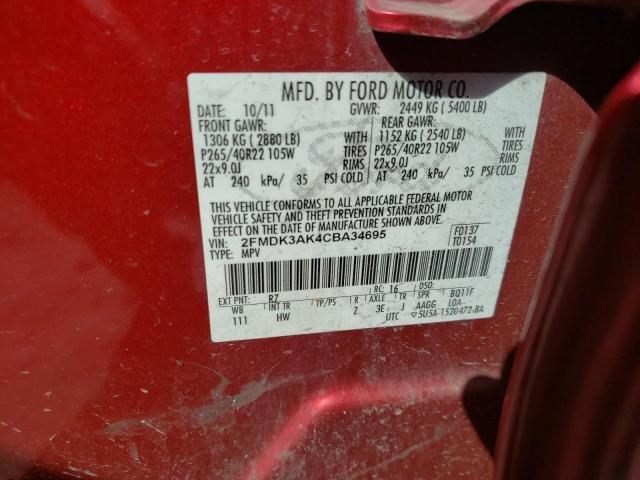 MFD. BY FORD MOTOR CO.
DATE: 10/11 GVWR: 2449 KG ( 5400 LB)
FRONT GAWR: REAR GAWR:
1306 KG ( 2880 LB) WITH 1152 KG ( 2540 LB) WITH
P265/40R22 105W TIRES P265/40R22 105W TIRES
22x9.0J RIMS 22x9.0J RIMS
AT 240 kPa/ 35 PSI COLD AT 240 kPa/ 35 PSI COLD
THIS VEHICLE CONFORMS TO ALL APPLICABLE FEDERAL MOTOR
VEHICLE SAFETY AND THEFT PREVENTION STANDARDS IN
EFFECT ON THE DATE OF MANUFACTURE SHOWN ABOVE.
VIN: 2FMDK3AK4CBA34695 F0137
TYPE: MPV T0154
EXT PNT: RZ RC: 16 DSO:
WB INT TR TP/PS R AXLE TR SPR BQ11F
111 HW Z 3E J AAGG LOA
UTC ▽5U5A-1520472-BA